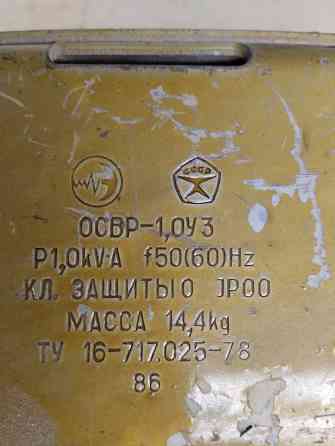 СССР
ОСВР-1,0У3
P1,0kV·A f50(60)Hz
КЛ. ЗАЩИТЫ 0 JP00
МАССА 14,4kg
ТУ 16-717.025-78
86